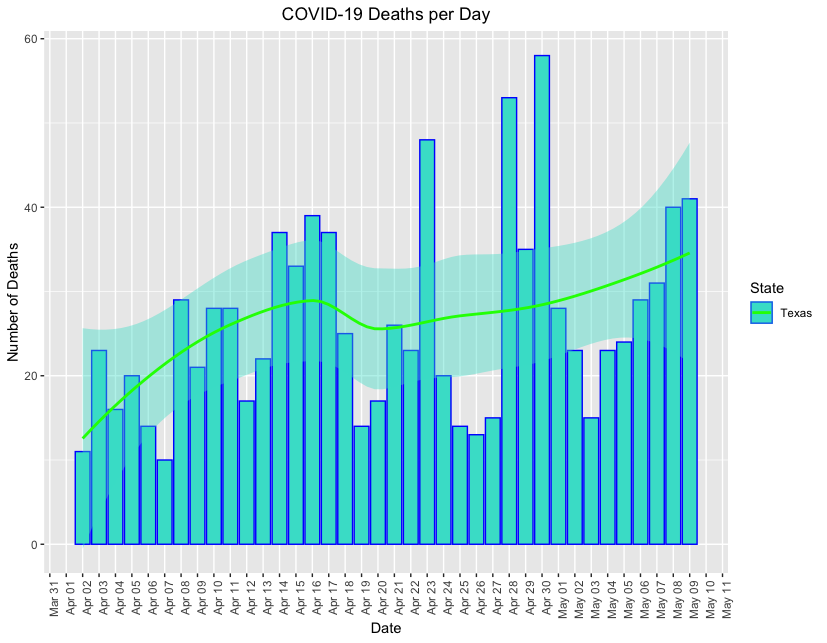 COVID-19 Deaths per Day
Number of Deaths
60
40
20
0
Mar 31
Apr 01
Apr 02
Apr 03
Apr 04
Apr 05
Apr 06
Apr 07
Apr 08
Apr 09
Apr 10
Apr 11
Apr 12
Apr 13
Apr 14
Apr 15
Apr 16
Apr 17
Apr 18
Apr 19
Apr 20
Apr 21
Apr 22
Apr 23
Apr 24
Apr 25
Apr 26
Apr 27
Apr 28
Apr 29
Apr 30
May 01
May 02
May 03
May 04
May 05
May 06
May 07
May 08
May 09
May 10
May 11
Date
State
Texas